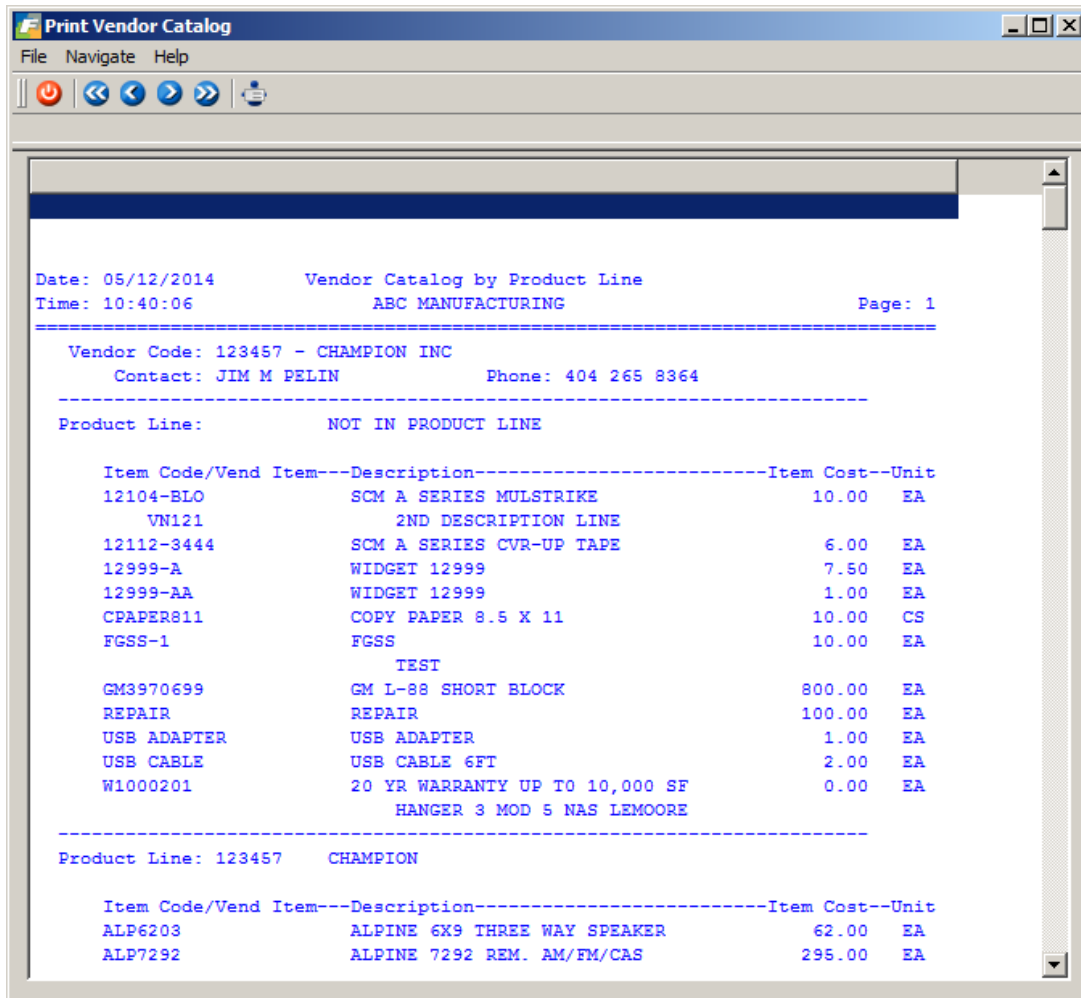 Print Vendor Catalog
File Navigate Help
Date: 05/12/2014 Vendor Catalog by Product Line
Time: 10:40:06 ABC MANUFACTURING Page: 1
================================================================================
Vendor Code: 123457 - CHAMPION INC
Contact: JIM M PELIN Phone: 404 265 8364
------------------------------------------------------------------------
Product Line: NOT IN PRODUCT LINE
Item Code/Vend Item---Description--------------------------Item Cost--Unit
12104-BLO SCM A SERIES MULSTRIKE 10.00 EA
VN121 2ND DESCRIPTION LINE
12112-3444 SCM A SERIES CVR-UP TAPE 6.00 EA
12999-A WIDGET 12999 7.50 EA
12999-AA WIDGET 12999 1.00 EA
CPAPER811 COPY PAPER 8.5 X 11 10.00 CS
FGSS-1 FGSS 10.00 EA
TEST
GM3970699 GM L-88 SHORT BLOCK 800.00 EA
REPAIR REPAIR 100.00 EA
USB ADAPTER USB ADAPTER 1.00 EA
USB CABLE USB CABLE 6FT 2.00 EA
W1000201 20 YR WARRANTY UP TO 10,000 SF 0.00 EA
HANGER 3 MOD 5 NAS LEMOORE
------------------------------------------------------------------------
Product Line: 123457 CHAMPION
Item Code/Vend Item---Description--------------------------Item Cost--Unit
ALP6203 ALPINE 6X9 THREE WAY SPEAKER 62.00 EA
ALP7292 ALPINE 7292 REM. AM/FM/CAS 295.00 EA